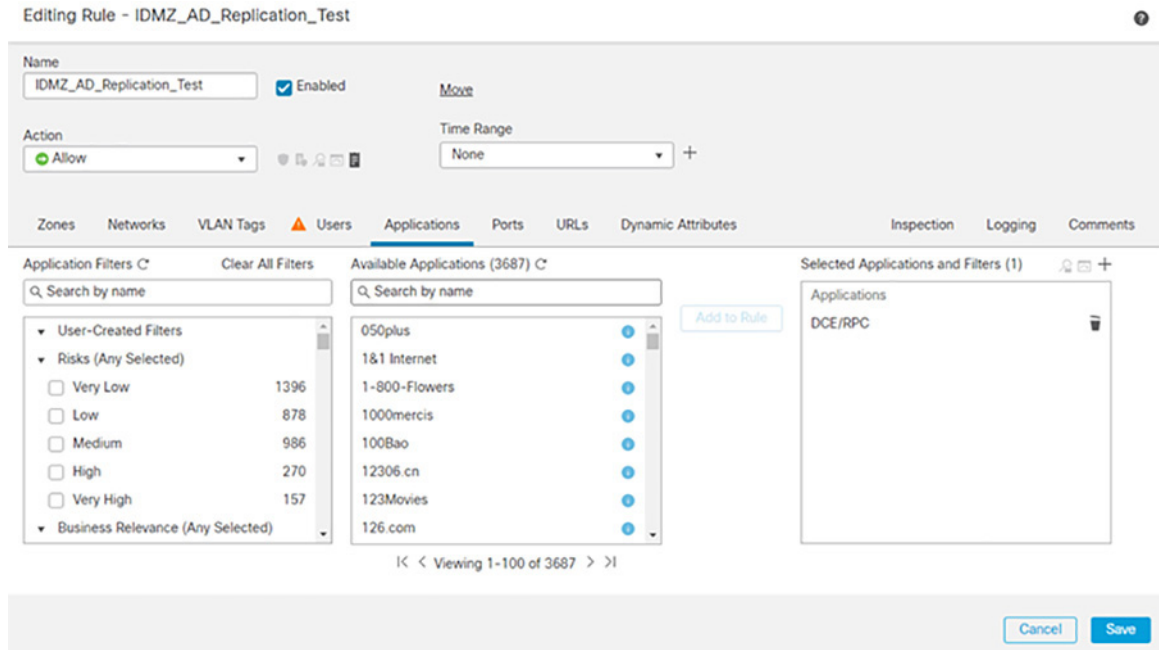 Editing Rule - IDMZ_AD_Replication_Test
Name
IDMZ_AD_Replication_Test
Enabled
Move
Action
Allow
Time Range
None
Zones Networks VLAN Tags Users Applications Ports URLs Dynamic Attributes Inspection Logging Comments
Application Filters
Clear All Filters
Search by name
User-Created Filters
Risks (Any Selected)
Very Low 1396
Low 878
Medium 986
High 270
Very High 157
Business Relevance (Any Selected)
Available Applications (3687)
Search by name
050plus
1&1 Internet
1-800-Flowers
1000mercis
100Bao
12306.cn
123Movies
126.com
Viewing 1-100 of 3687
Add to Rule
Selected Applications and Filters (1)
Applications
DCE/RPC
Cancel
Save